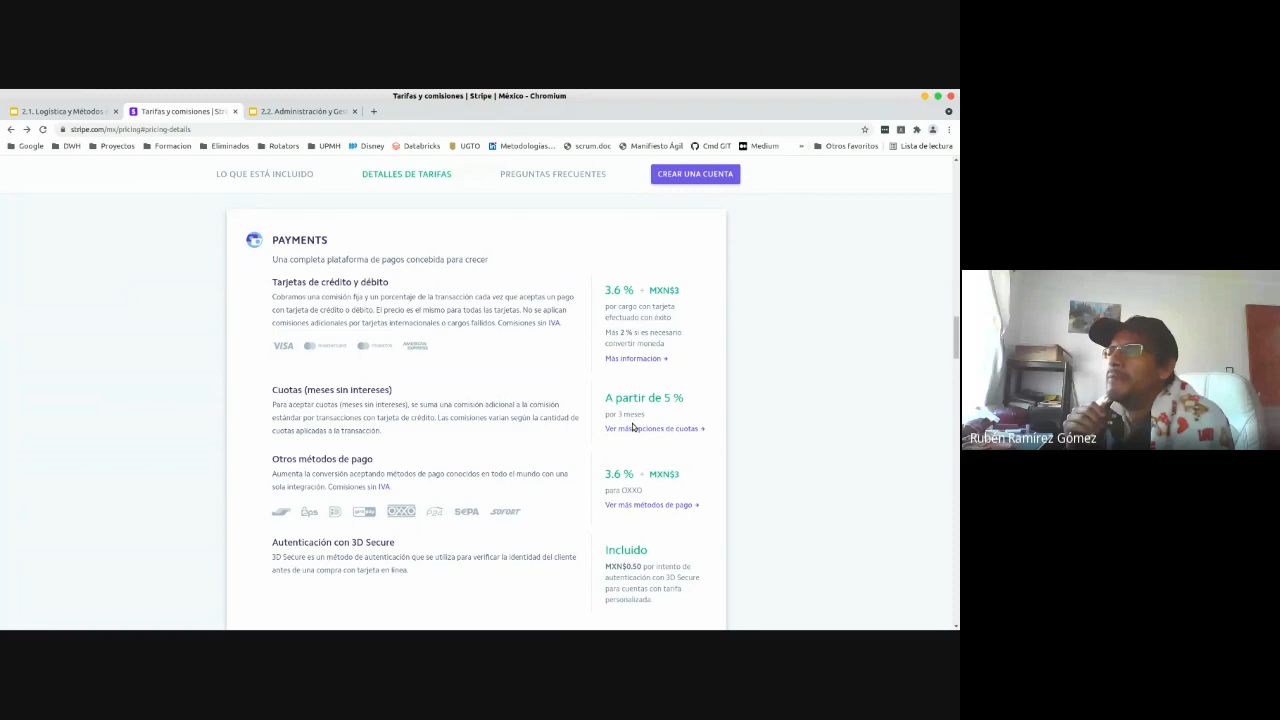 Tarifas y comisiones | Stripe | México - Chromium
2.1. Logística y Métodos
Tarifas y comisiones | Stri
2.2. Administración y Ges
stripe.com/mx/pricing#pricing-details
Google
DWH
Proyectos
Formacion
Eliminados
Rotators
UPMH
Disney
Databricks
UGTO
Metodologías...
scrum.doc
Manifiesto Ágil
Cmd GIT
Medium
»
Otros favoritos
Lista de lectura
LO QUE ESTÁ INCLUIDO
DETALLES DE TARIFAS
PREGUNTAS FRECUENTES
CREAR UNA CUENTA
PAYMENTS
Una completa plataforma de pagos concebida para crecer
Tarjetas de crédito y débito
Cobramos una comisión fija y un porcentaje de la transacción cada vez que aceptas un pago
con tarjeta de crédito o débito. El precio es el mismo para todas las tarjetas. No se aplican
comisiones adicionales por tarjetas internacionales o cargos fallidos. Comisiones sin IVA.
VISA
mastercard
maestro
AMERICAN
EXPRESS
3.6 % + MXN$3
por cargo con tarjeta
efectuado con éxito
Más 2 % si es necesario
convertir moneda
Más información →
Cuotas (meses sin intereses)
Para aceptar cuotas (meses sin intereses), se suma una comisión adicional a la comisión
estándar por transacciones con tarjeta de crédito. Las comisiones varían según la cantidad de
cuotas aplicadas a la transacción.
A partir de 5 %
por 3 meses
Ver más opciones de cuotas →
Otros métodos de pago
Aumenta la conversión aceptando métodos de pago conocidos en todo el mundo con una
sola integración. Comisiones sin IVA.
eps
OXXO
P24
SEPA
SOFORT
3.6 % + MXN$3
para OXXO
Ver más métodos de pago →
Autenticación con 3D Secure
3D Secure es un método de autenticación que se utiliza para verificar la identidad del cliente
antes de una compra con tarjeta en línea.
Incluido
MXN$0.50 por intento de
autenticación con 3D Secure
para cuentas con tarifa
personalizada.
Rubén Ramírez Gómez